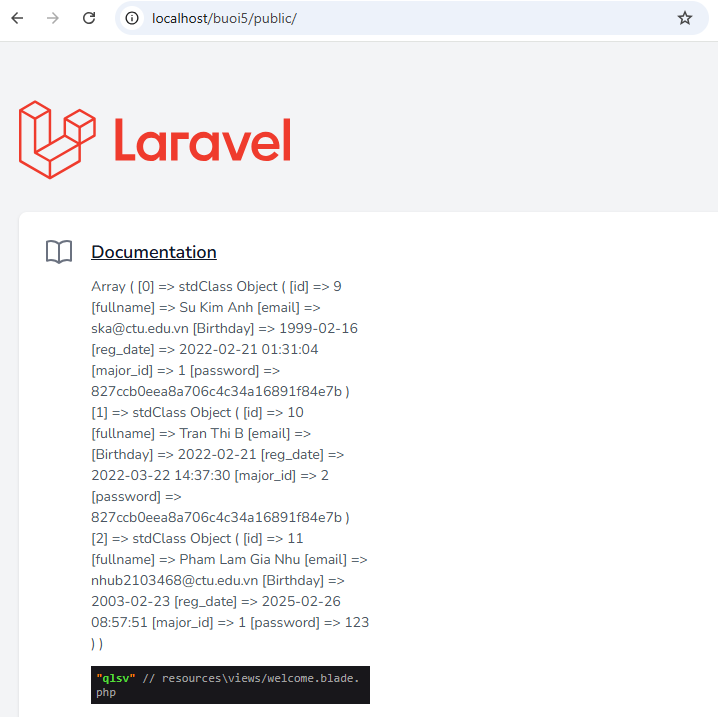 localhost/buoi5/public/
Laravel
Documentation
Array ( [0] => stdClass Object ( [id] => 9
[fullname] => Su Kim Anh [email] =>
ska@ctu.edu.vn [Birthday] => 1999-02-16
[reg_date] => 2022-02-21 01:31:04
[major_id] => 1 [password] =>
827ccb0eea8a706c4c34a16891f84e7b )
[1] => stdClass Object ( [id] => 10
[fullname] => Tran Thi B [email] =>
[Birthday] => 2022-02-21 [reg_date] =>
2022-03-22 14:37:30 [major_id] => 2
[password] =>
827ccb0eea8a706c4c34a16891f84e7b )
[2] => stdClass Object ( [id] => 11
[fullname] => Pham Lam Gia Nhu [email] =>
nhub2103468@ctu.edu.vn [Birthday] =>
2003-02-23 [reg_date] => 2025-02-26
08:57:51 [major_id] => 1 [password] => 123
) )
"qlsv" // resources\views/welcome.blade.
php